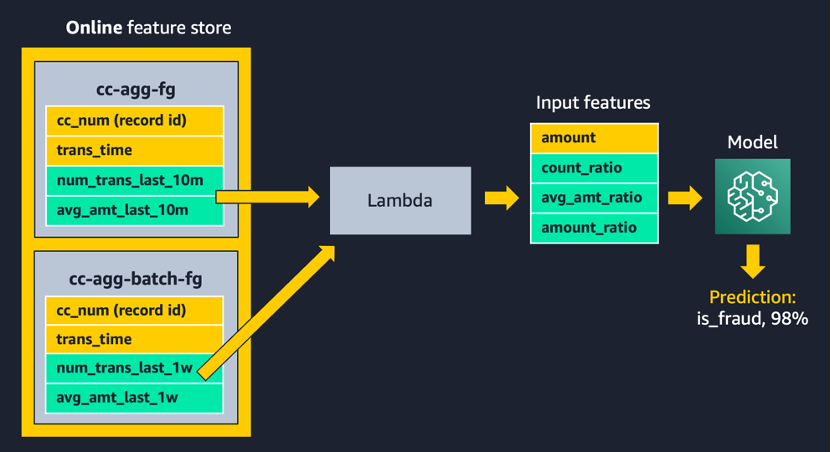 Online feature store
cc-agg-fg
cc_num (record id)
trans_time
num_trans_last_10m
avg_amt_last_10m
cc-agg-batch-fg
cc_num (record id)
trans_time
num_trans_last_1w
avg_amt_last_1w
Lambda
Input features
amount
count_ratio
avg_amt_ratio
amount_ratio
Model
Prediction:
is_fraud, 98%